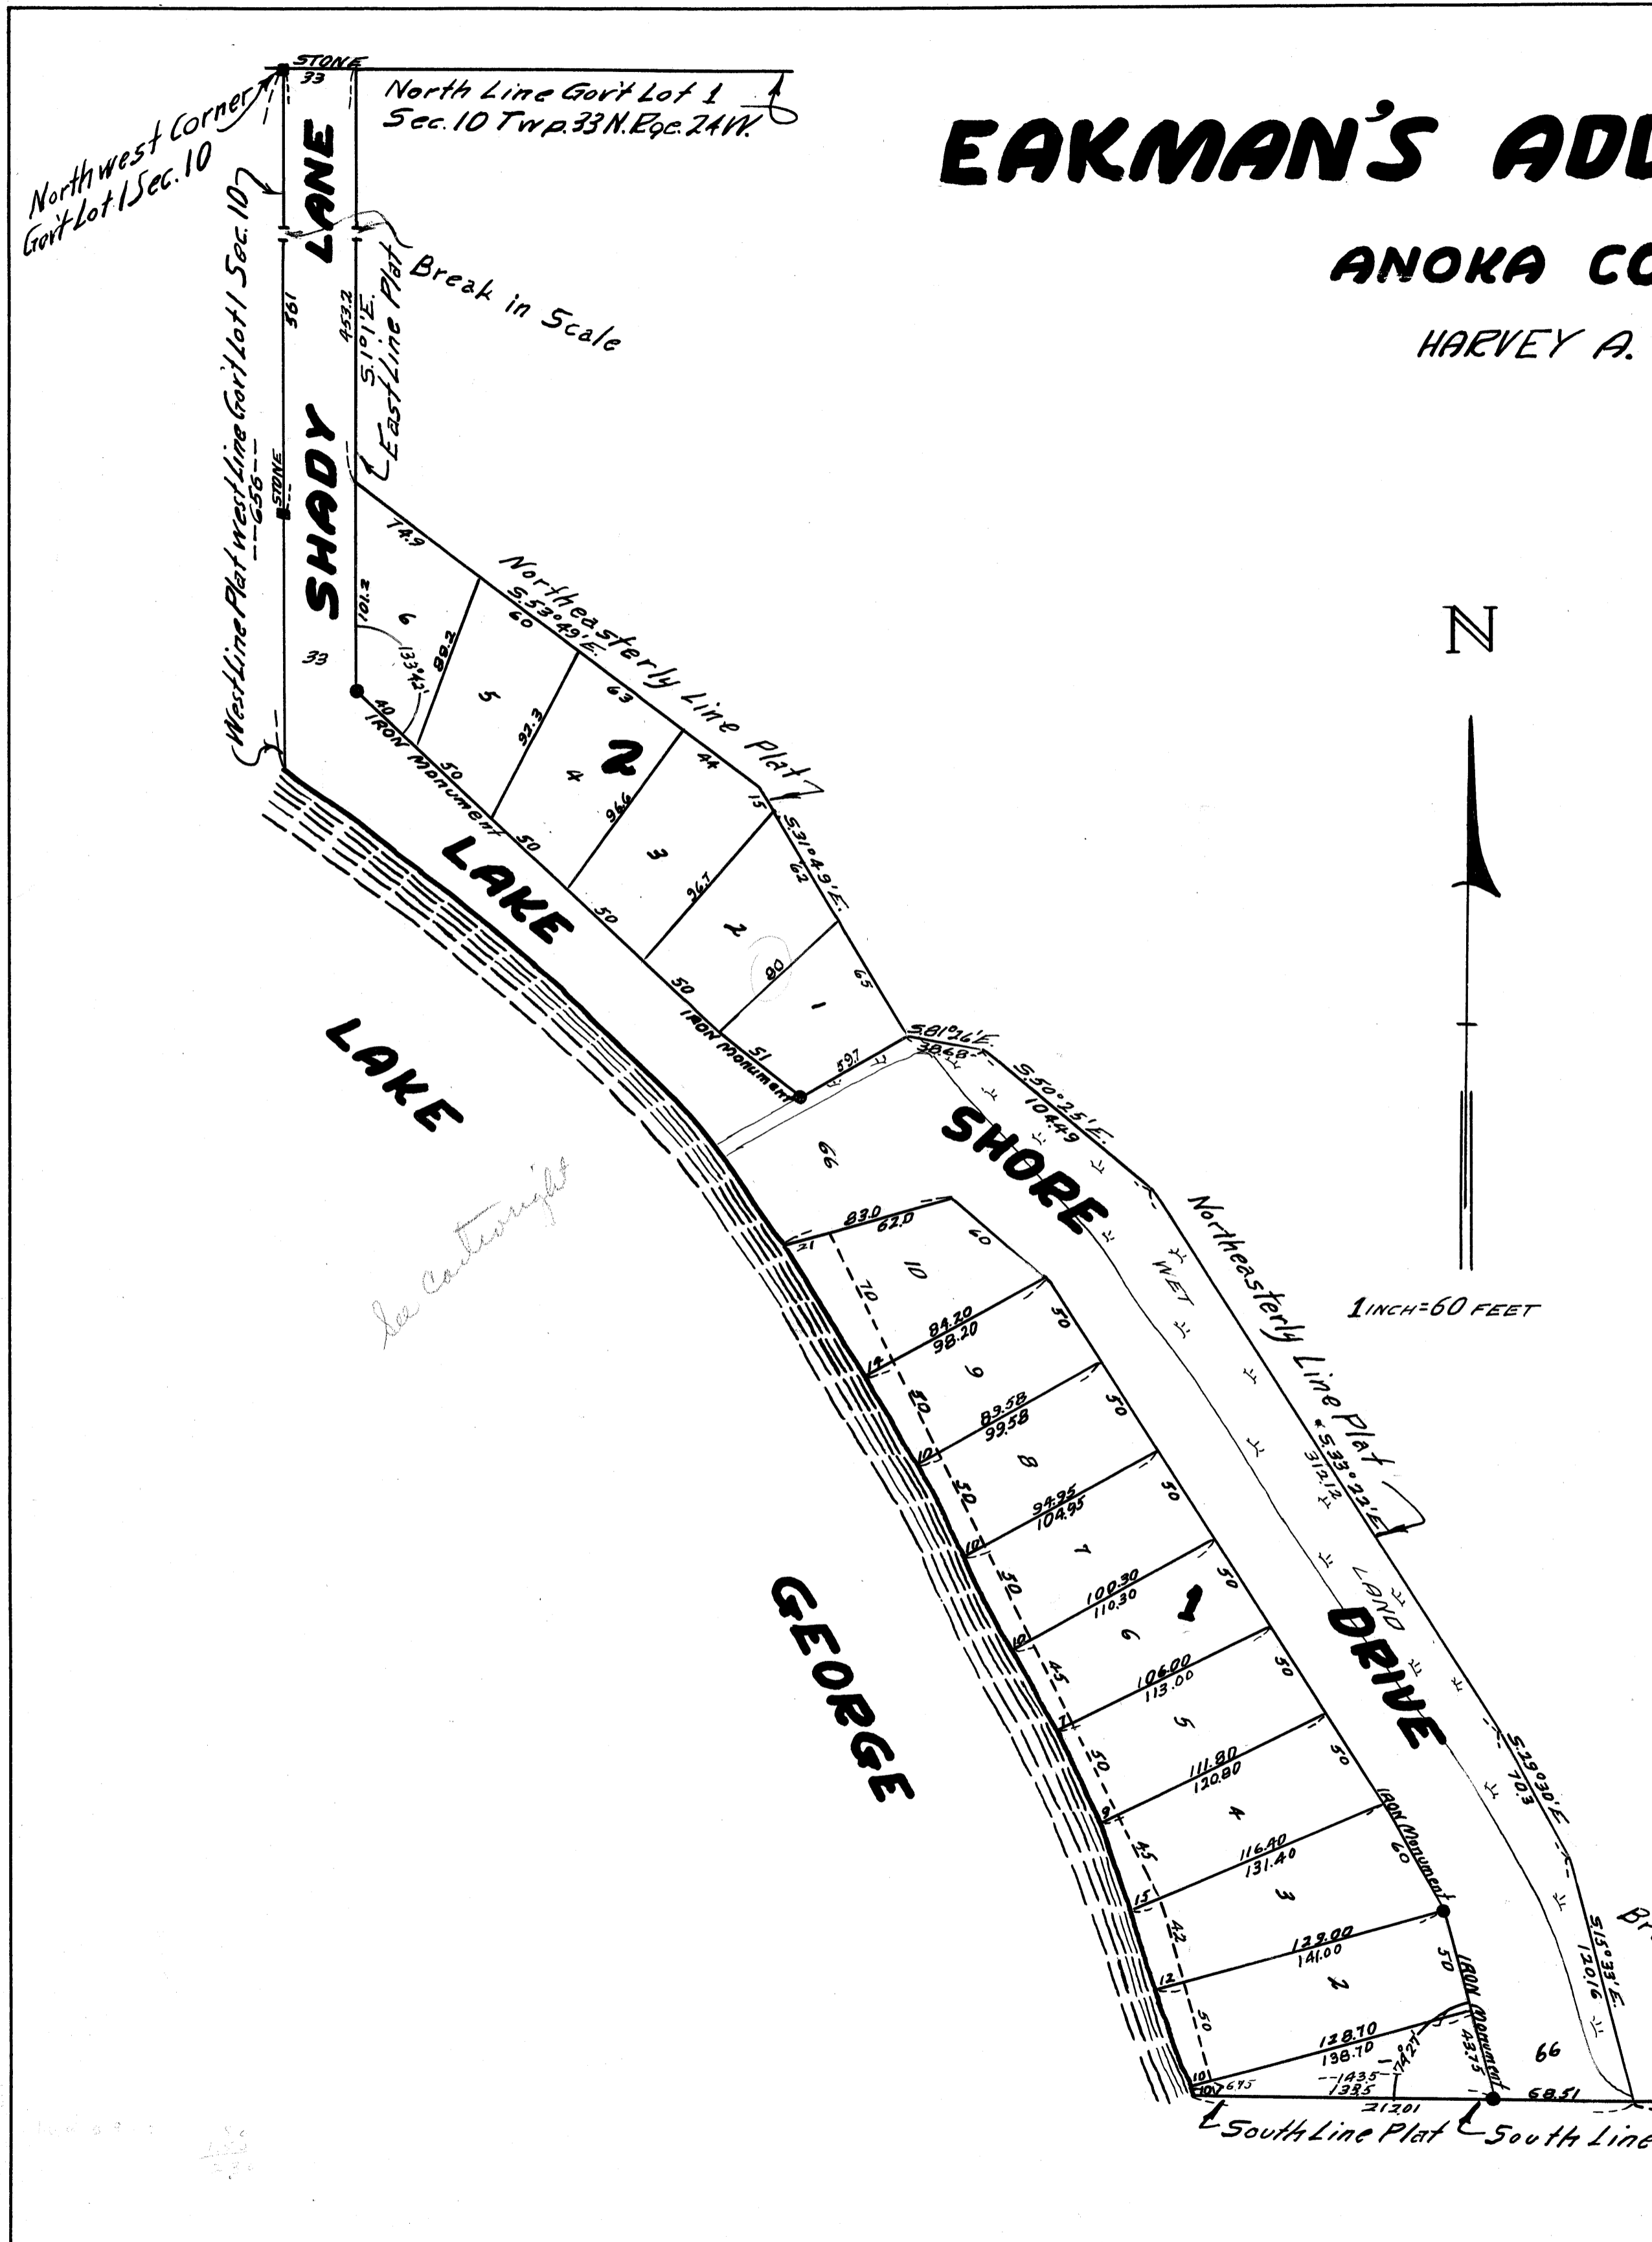 EAKMAN'S ADD
ANOKA CO
HARVEY A.
STONE
33
North Line Gov't Lot 1
Sec. 10 Twp. 33 N. Rge. 24 W.
Northwest Corner
Gov't Lot 1 Sec. 10
West Line Plat West Line Gov't Lot 1 Sec. 10
--656--
561
STONE
SHADY LANE
453.2
S.1°1'E.
East Line Plat
Break in Scale
33
101.2
133°42'
74.9
Northeasterly Line Plat
S.53°49'E.
60
63
44
15
S.31°49'E.
62
65
6
89.2
5
92.3
4
2
96.6
3
96.7
2
80
1
40
IRON Monument
50
50
50
50
IRON Monument
51
59.7
S.81°26'E.
38.68
S.50°25'E.
104.49
N
1 INCH=60 FEET
LAKE SHORE DRIVE
LAKE GEORGE
66
83.0
62.0
21
60
10
70
84.20
98.20
14
50
9
50
89.58
99.58
10
50
8
50
94.95
104.95
10
50
7
50
100.30
110.30
10
50
1
6
45
106.00
113.00
7
50
5
50
111.80
120.80
9
50
4
45
116.40
131.40
15
IRON Monument
60
3
42
129.00
141.00
12
50
2
50
128.70
138.70
10
IRON Monument
43.75
74°27'
--143.5--
133.5
10
6.75
212.01
66
68.51
WET LAND
Northeasterly Line Plat
S.33°22'E.
312.12
S.29°30'E
70.3
S.15°33'E.
120.16
Br
South Line Plat
South Line
See